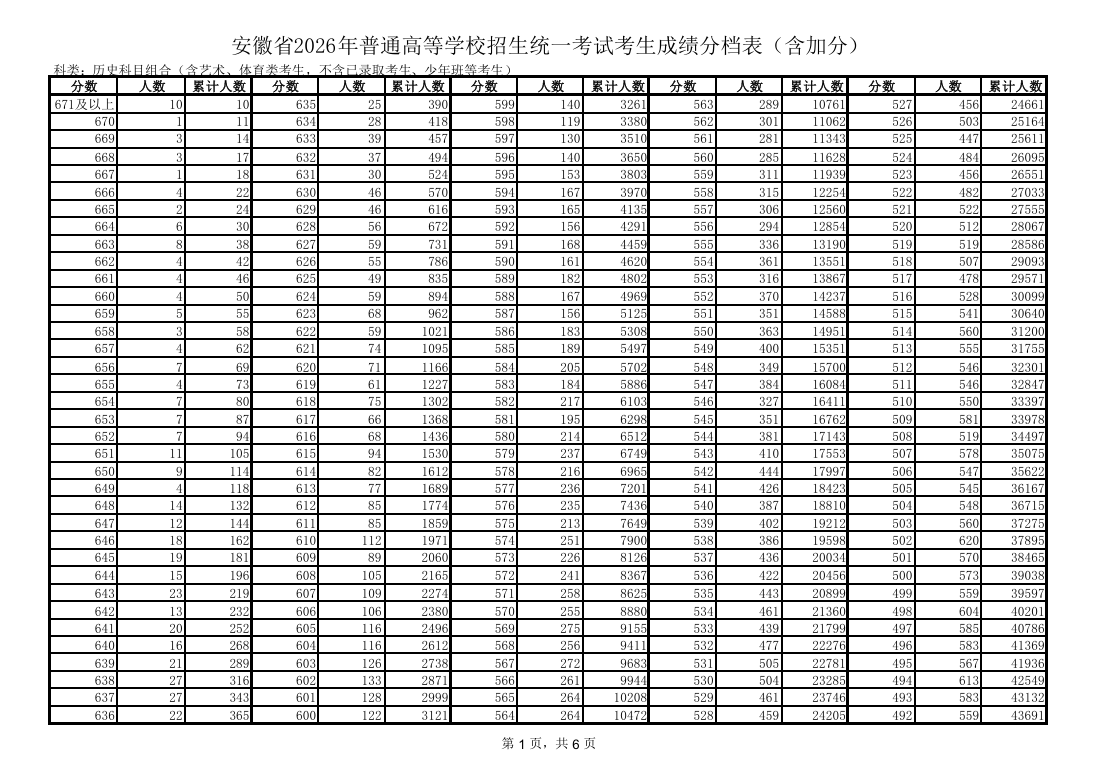 安徽省2026年普通高等学校招生统一考试考生成绩分档表（含加分）
科类：历史科目组合（含艺术、体育类考生，不含已录取考生、少年班等考生）
分数 人数 累计人数 分数 人数 累计人数 分数 人数 累计人数 分数 人数 累计人数 分数 人数 累计人数
671及以上 10 10 635 25 390 599 140 3261 563 289 10761 527 456 24661
670 1 11 634 28 418 598 119 3380 562 301 11062 526 503 25164
669 3 14 633 39 457 597 130 3510 561 281 11343 525 447 25611
668 3 17 632 37 494 596 140 3650 560 285 11628 524 484 26095
667 1 18 631 30 524 595 153 3803 559 311 11939 523 456 26551
666 4 22 630 46 570 594 167 3970 558 315 12254 522 482 27033
665 2 24 629 46 616 593 165 4135 557 306 12560 521 522 27555
664 6 30 628 56 672 592 156 4291 556 294 12854 520 512 28067
663 8 38 627 59 731 591 168 4459 555 336 13190 519 519 28586
662 4 42 626 55 786 590 161 4620 554 361 13551 518 507 29093
661 4 46 625 49 835 589 182 4802 553 316 13867 517 478 29571
660 4 50 624 59 894 588 167 4969 552 370 14237 516 528 30099
659 5 55 623 68 962 587 156 5125 551 351 14588 515 541 30640
658 3 58 622 59 1021 586 183 5308 550 363 14951 514 560 31200
657 4 62 621 74 1095 585 189 5497 549 400 15351 513 555 31755
656 7 69 620 71 1166 584 205 5702 548 349 15700 512 546 32301
655 4 73 619 61 1227 583 184 5886 547 384 16084 511 546 32847
654 7 80 618 75 1302 582 217 6103 546 327 16411 510 550 33397
653 7 87 617 66 1368 581 195 6298 545 351 16762 509 581 33978
652 7 94 616 68 1436 580 214 6512 544 381 17143 508 519 34497
651 11 105 615 94 1530 579 237 6749 543 410 17553 507 578 35075
650 9 114 614 82 1612 578 216 6965 542 444 17997 506 547 35622
649 4 118 613 77 1689 577 236 7201 541 426 18423 505 545 36167
648 14 132 612 85 1774 576 235 7436 540 387 18810 504 548 36715
647 12 144 611 85 1859 575 213 7649 539 402 19212 503 560 37275
646 18 162 610 112 1971 574 251 7900 538 386 19598 502 620 37895
645 19 181 609 89 2060 573 226 8126 537 436 20034 501 570 38465
644 15 196 608 105 2165 572 241 8367 536 422 20456 500 573 39038
643 23 219 607 109 2274 571 258 8625 535 443 20899 499 559 39597
642 13 232 606 106 2380 570 255 8880 534 461 21360 498 604 40201
641 20 252 605 116 2496 569 275 9155 533 439 21799 497 585 40786
640 16 268 604 116 2612 568 256 9411 532 477 22276 496 583 41369
639 21 289 603 126 2738 567 272 9683 531 505 22781 495 567 41936
638 27 316 602 133 2871 566 261 9944 530 504 23285 494 613 42549
637 27 343 601 128 2999 565 264 10208 529 461 23746 493 583 43132
636 22 365 600 122 3121 564 264 10472 528 459 24205 492 559 43691
第 1 页，共 6 页